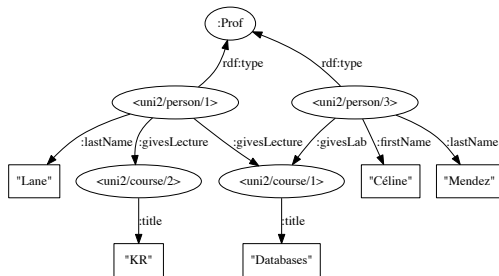 :Prof
rdf:type rdf:type
<uni2/person/1> <uni2/person/3>
:lastName :givesLecture :givesLecture :givesLab :firstName :lastName
"Lane" <uni2/course/2> <uni2/course/1> "Céline" "Mendez"
:title :title
"KR" "Databases"